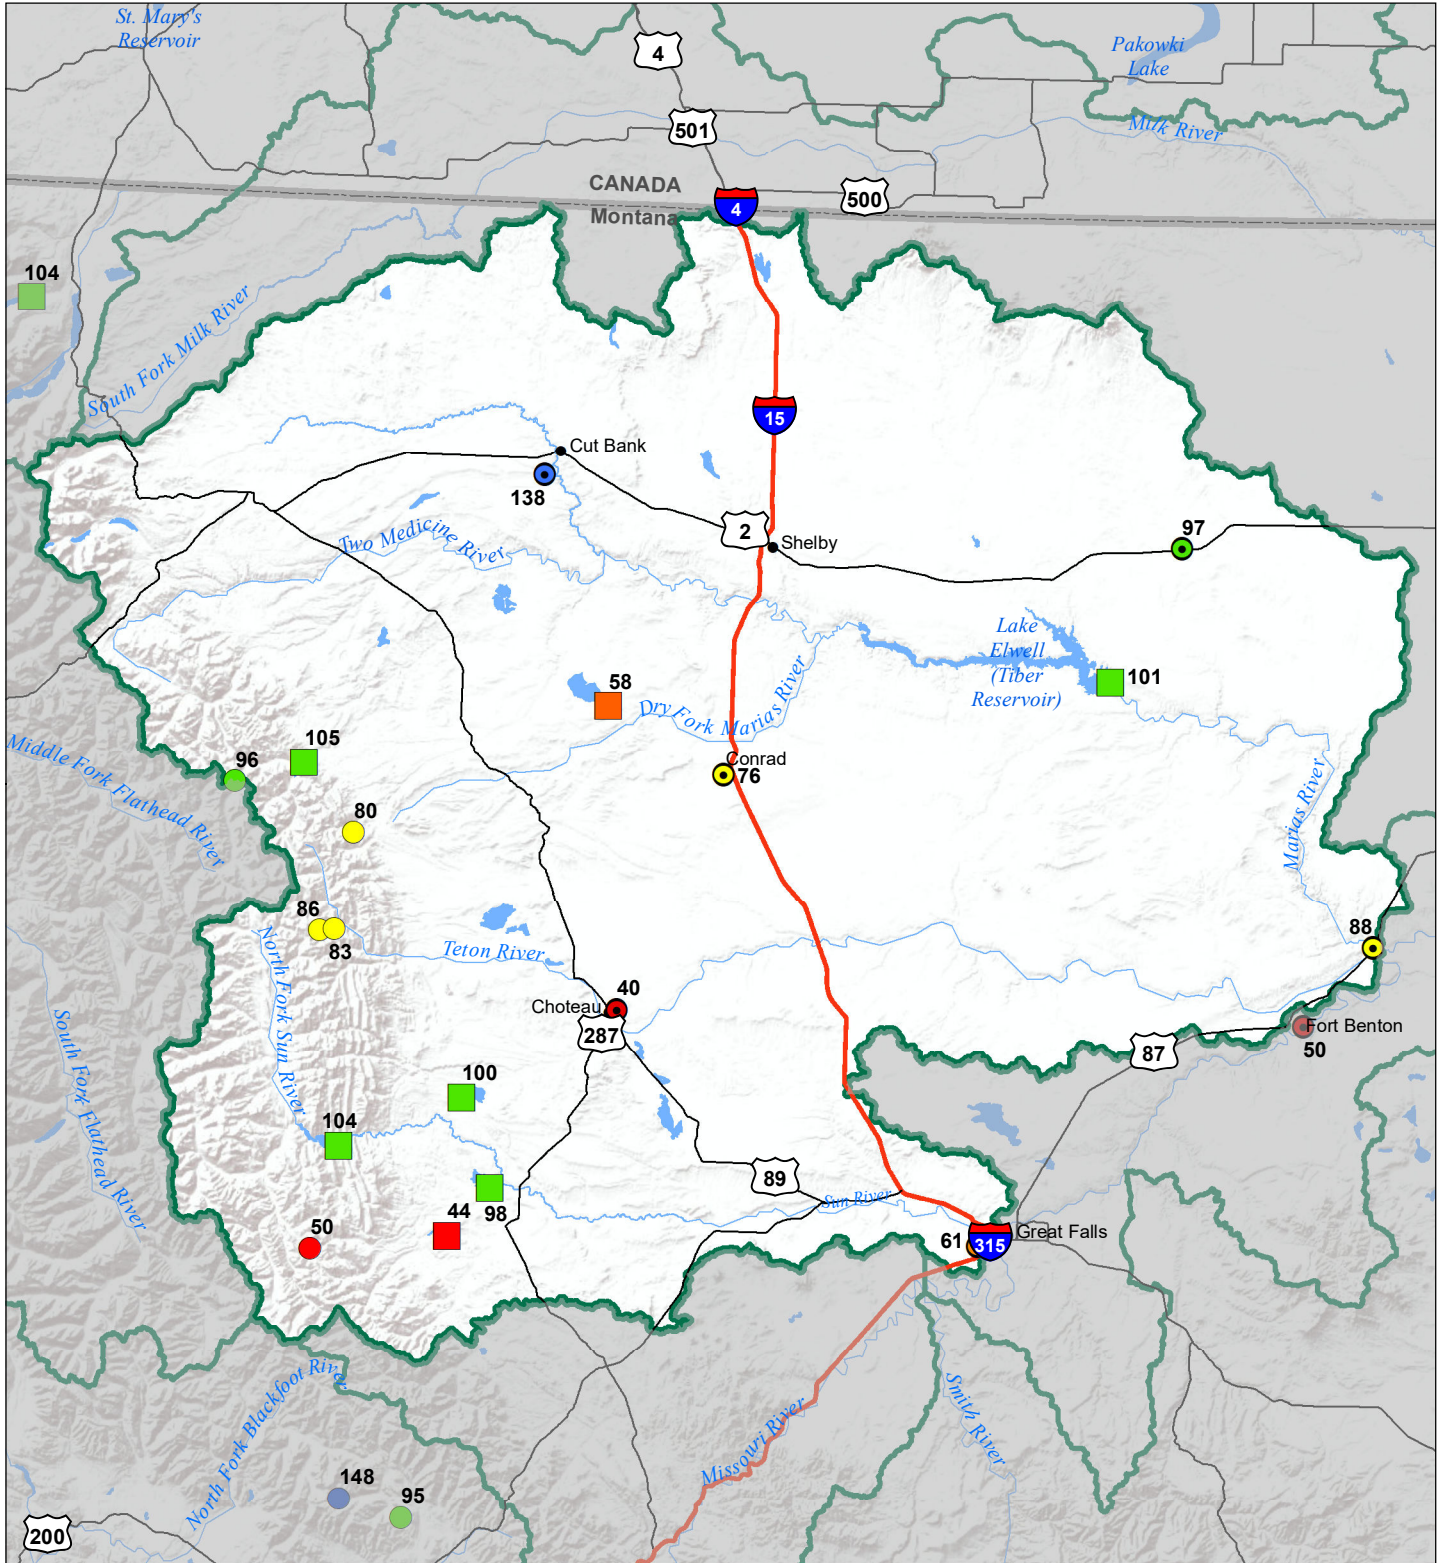 St. Mary's
Reservoir
4
Pakowki
Lake
501
Milk River
CANADA
Montana
4
500
104
South Fork Milk River
15
Cut Bank
138
2
Shelby
97
Two Medicine River
Lake
Elwell
(Tiber
Reservoir)
101
58
Dry Fork Marias River
105
96
Middle Fork Flathead River
Conrad
76
80
Marias River
86
83
Teton River
88
North Fork Sun River
Choteau
40
287
Fort Benton
50
87
South Fork Flathead River
100
104
89
98
Sun River
44
50
61
315
Great Falls
North Fork Blackfoot River
Missouri River
Smith River
148
95
200